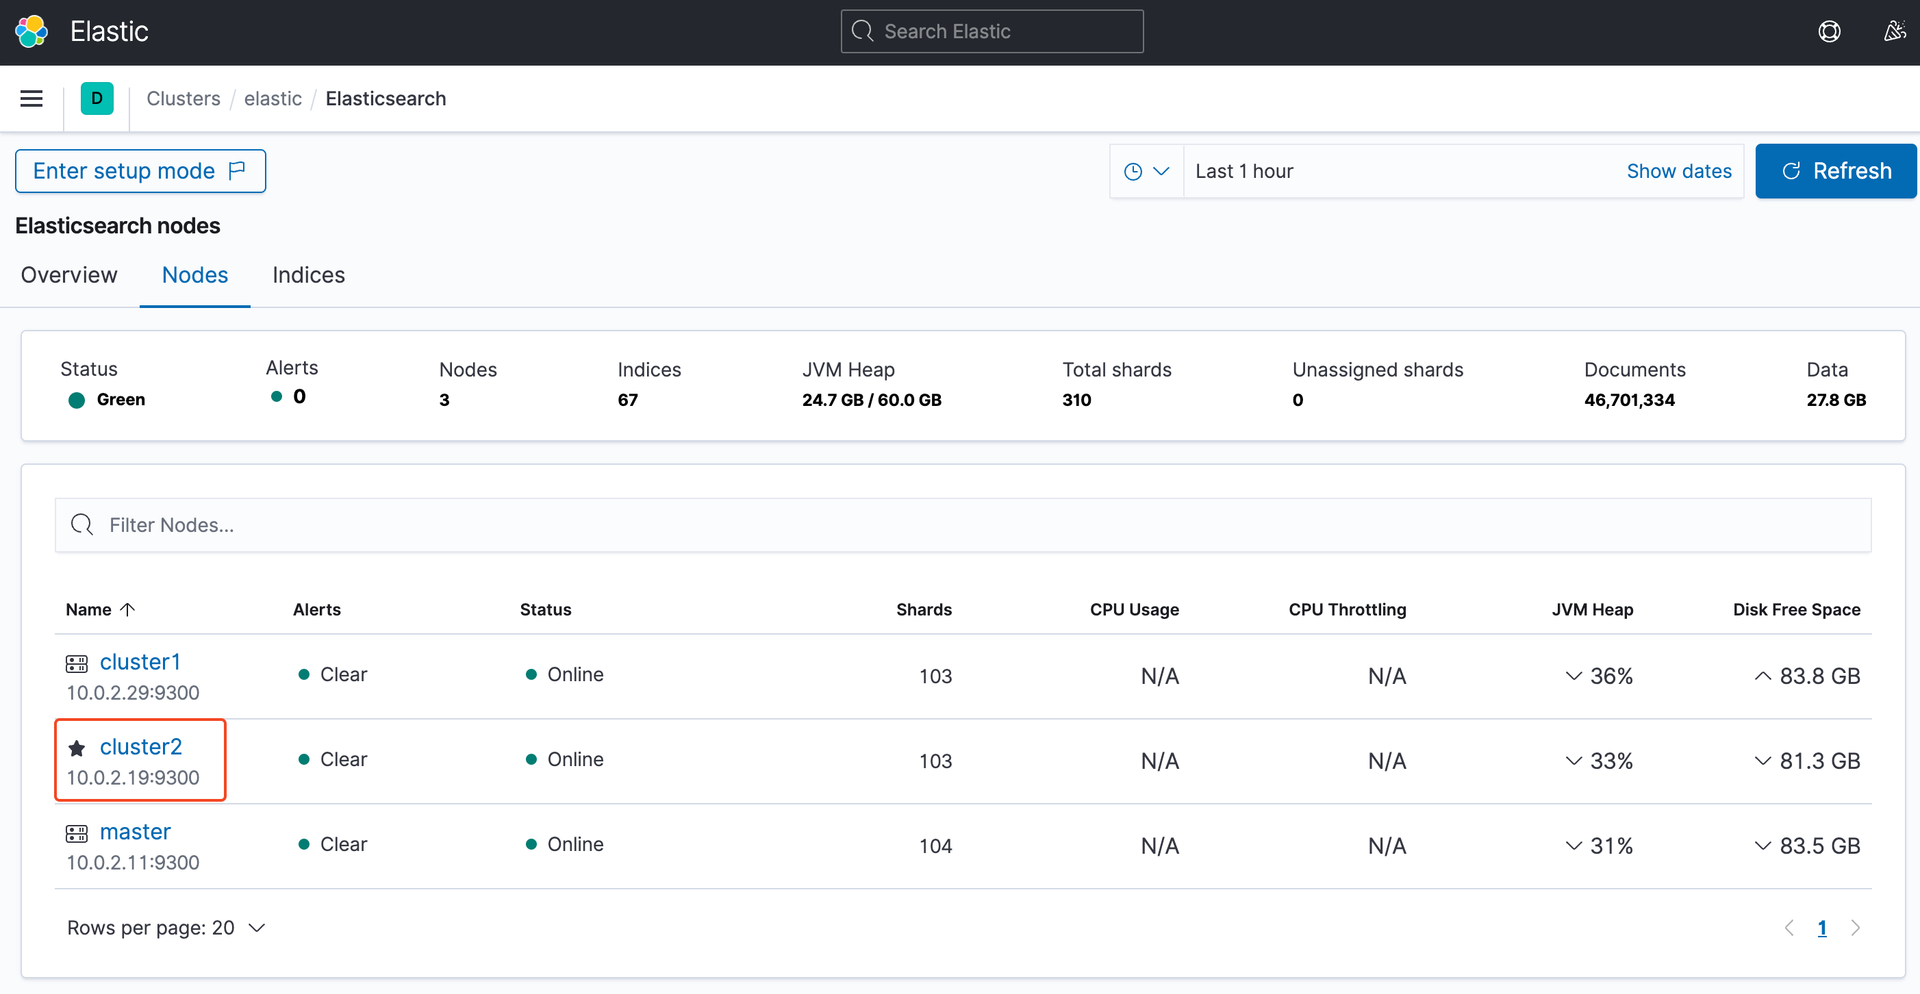 Elastic
Search Elastic
D
Clusters / elastic / Elasticsearch
Enter setup mode
Last 1 hour
Show dates
Refresh
Elasticsearch nodes
Overview Nodes Indices
Status Alerts Nodes Indices JVM Heap Total shards Unassigned shards Documents Data
Green 0 3 67 24.7 GB / 60.0 GB 310 0 46,701,334 27.8 GB
Filter Nodes...
Name Alerts Status Shards CPU Usage CPU Throttling JVM Heap Disk Free Space
cluster1 Clear Online 103 N/A N/A 36% 83.8 GB
10.0.2.29:9300
cluster2 Clear Online 103 N/A N/A 33% 81.3 GB
10.0.2.19:9300
master Clear Online 104 N/A N/A 31% 83.5 GB
10.0.2.11:9300
Rows per page: 20
1